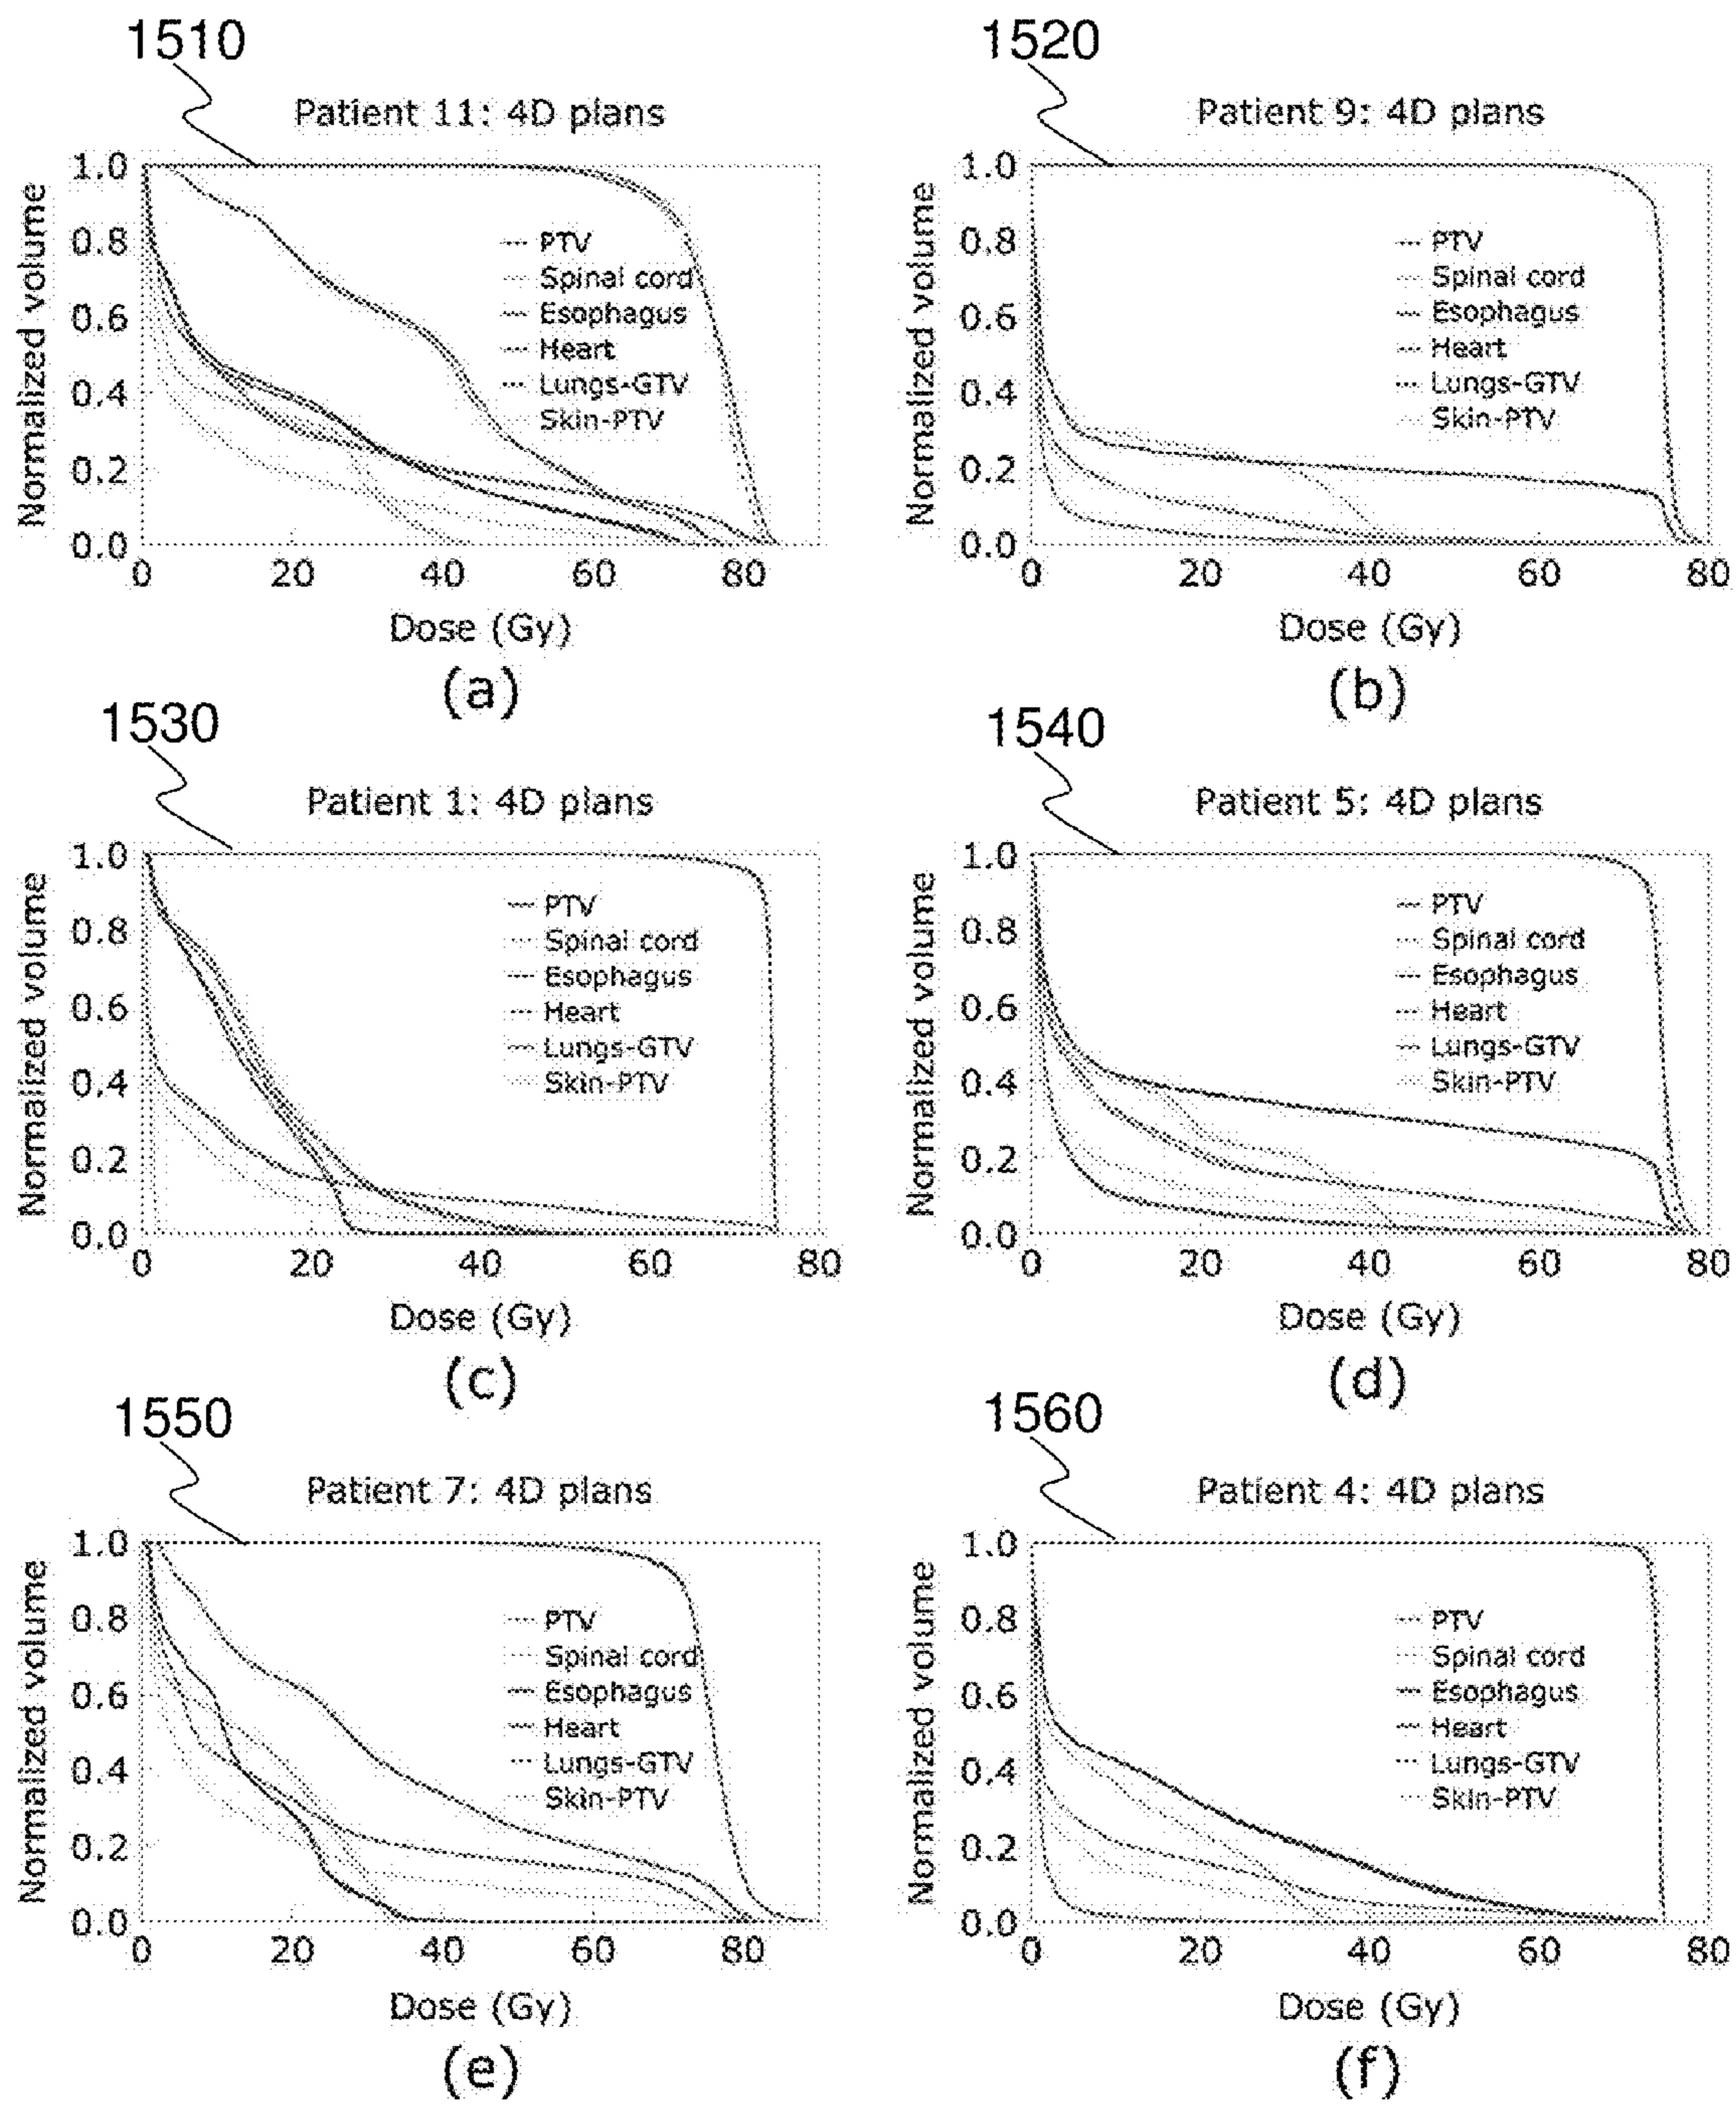 1510
Patient 11: 4D plans
Normalized volume
1.0
0.8
0.6
0.4
0.2
0.0
PTV
Spinal cord
Esophagus
Heart
Lungs-GTV
Skin-PTV
0 20 40 60 80
Dose (Gy)
(a)
1520
Patient 9: 4D plans
Normalized volume
1.0
0.8
0.6
0.4
0.2
0.0
PTV
Spinal cord
Esophagus
Heart
Lungs-GTV
Skin-PTV
0 20 40 60 80
Dose (Gy)
(b)
1530
Patient 1: 4D plans
Normalized volume
1.0
0.8
0.6
0.4
0.2
0.0
PTV
Spinal cord
Esophagus
Heart
Lungs-GTV
Skin-PTV
0 20 40 60 80
Dose (Gy)
(c)
1540
Patient 5: 4D plans
Normalized volume
1.0
0.8
0.6
0.4
0.2
0.0
PTV
Spinal cord
Esophagus
Heart
Lungs-GTV
Skin-PTV
0 20 40 60 80
Dose (Gy)
(d)
1550
Patient 7: 4D plans
Normalized volume
1.0
0.8
0.6
0.4
0.2
0.0
PTV
Spinal cord
Esophagus
Heart
Lungs-GTV
Skin-PTV
0 20 40 60 80
Dose (Gy)
(e)
1560
Patient 4: 4D plans
Normalized volume
1.0
0.8
0.6
0.4
0.2
0.0
PTV
Spinal cord
Esophagus
Heart
Lungs-GTV
Skin-PTV
0 20 40 60 80
Dose (Gy)
(f)